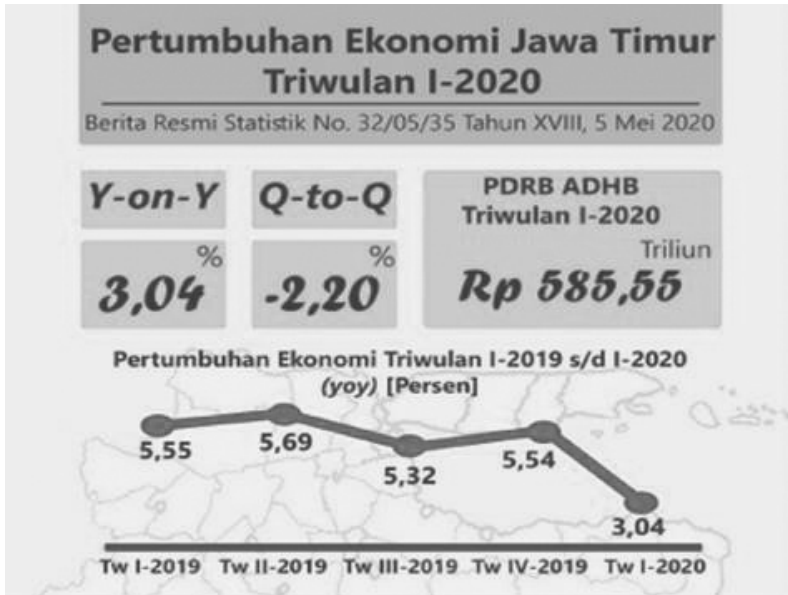 Pertumbuhan Ekonomi Jawa Timur
Triwulan I-2020
Berita Resmi Statistik No. 32/05/35 Tahun XVIII, 5 Mei 2020
Y-on-Y
%
3,04
Q-to-Q
%
-2,20
PDRB ADHB
Triwulan I-2020
Triliun
Rp 585,55
Pertumbuhan Ekonomi Triwulan I-2019 s/d I-2020
(yoy) [Persen]
5,55
5,69
5,32
5,54
3,04
Tw I-2019 Tw II-2019 Tw III-2019 Tw IV-2019 Tw I-2020